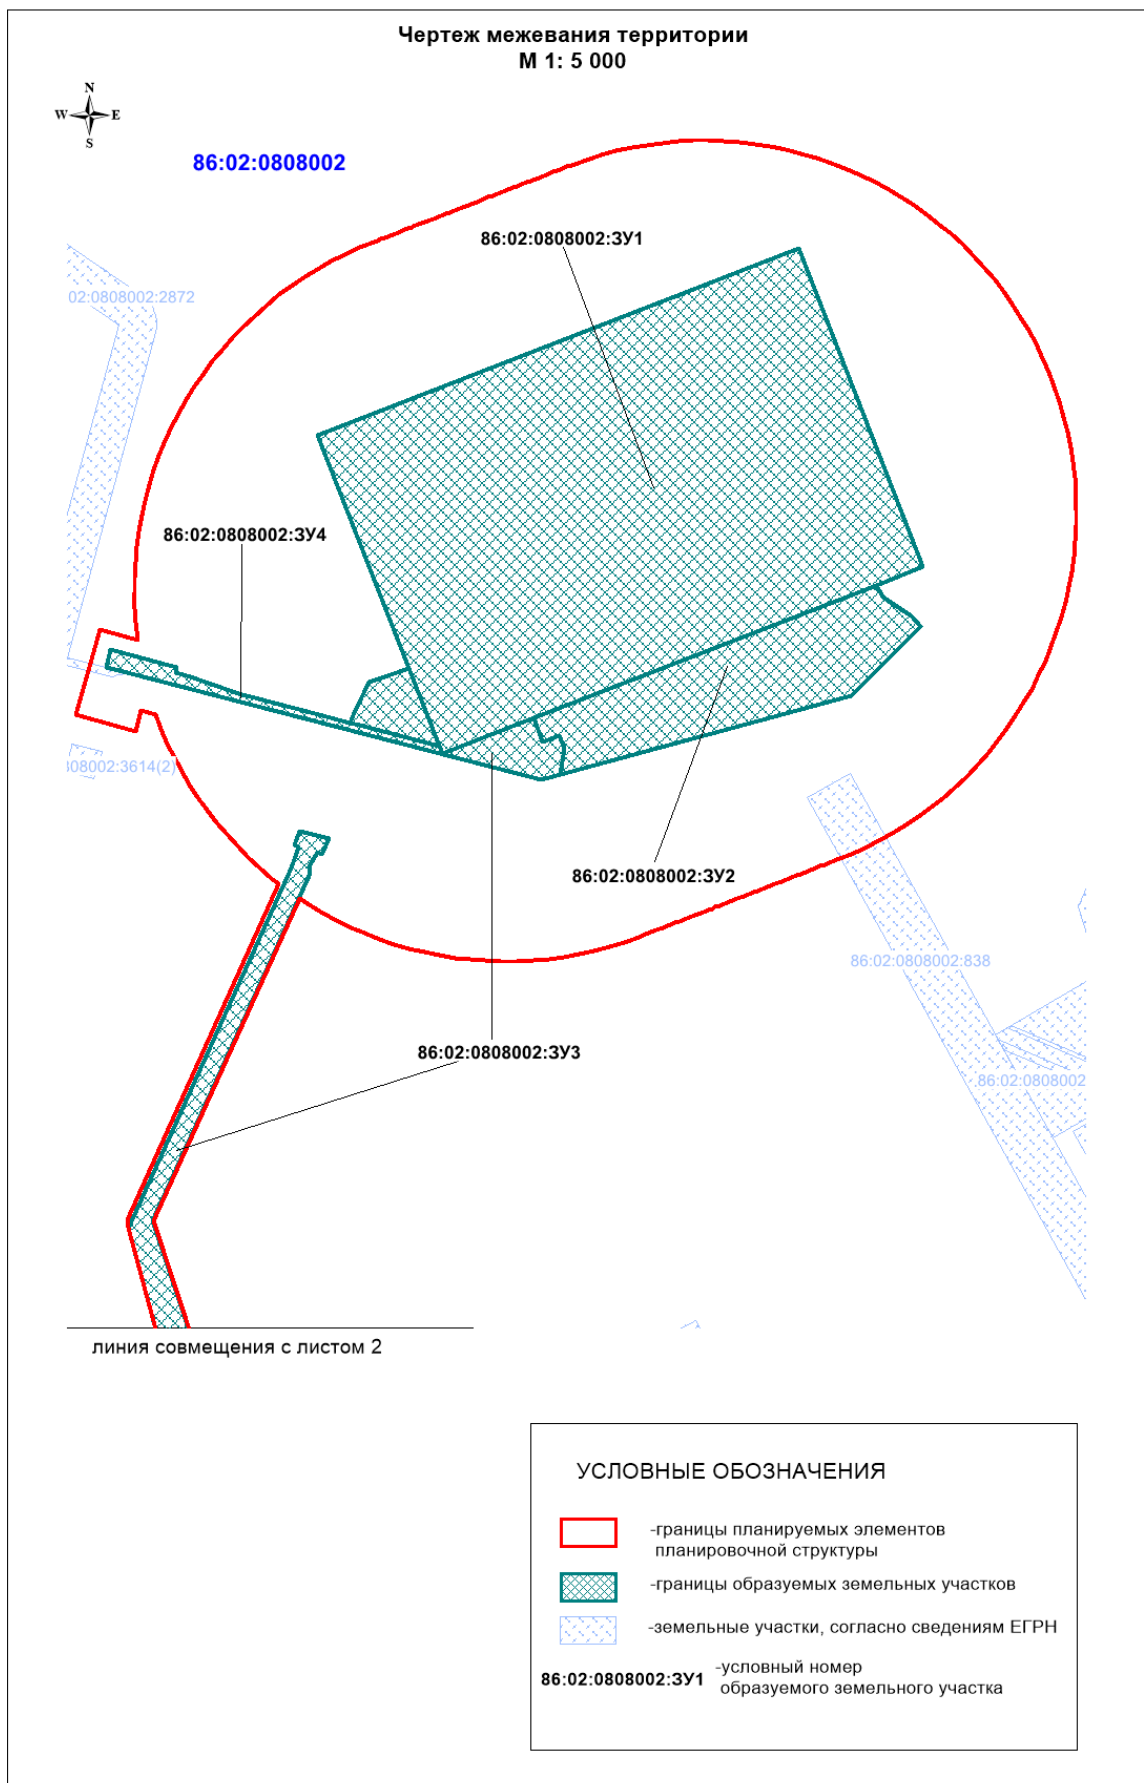 Чертеж межевания территории
М 1: 5 000
N
W E
S
86:02:0808002
86:02:0808002:ЗУ1
02:0808002:2872
86:02:0808002:ЗУ4
808002:3614(2)
86:02:0808002:ЗУ2
86:02:0808002:838
86:02:0808002:ЗУ3
86:02:0808002
линия совмещения с листом 2
УСЛОВНЫЕ ОБОЗНАЧЕНИЯ
-границы планируемых элементов
планировочной структуры
-границы образуемых земельных участков
-земельные участки, согласно сведениям ЕГРН
86:02:0808002:ЗУ1 -условный номер
образуемого земельного участка